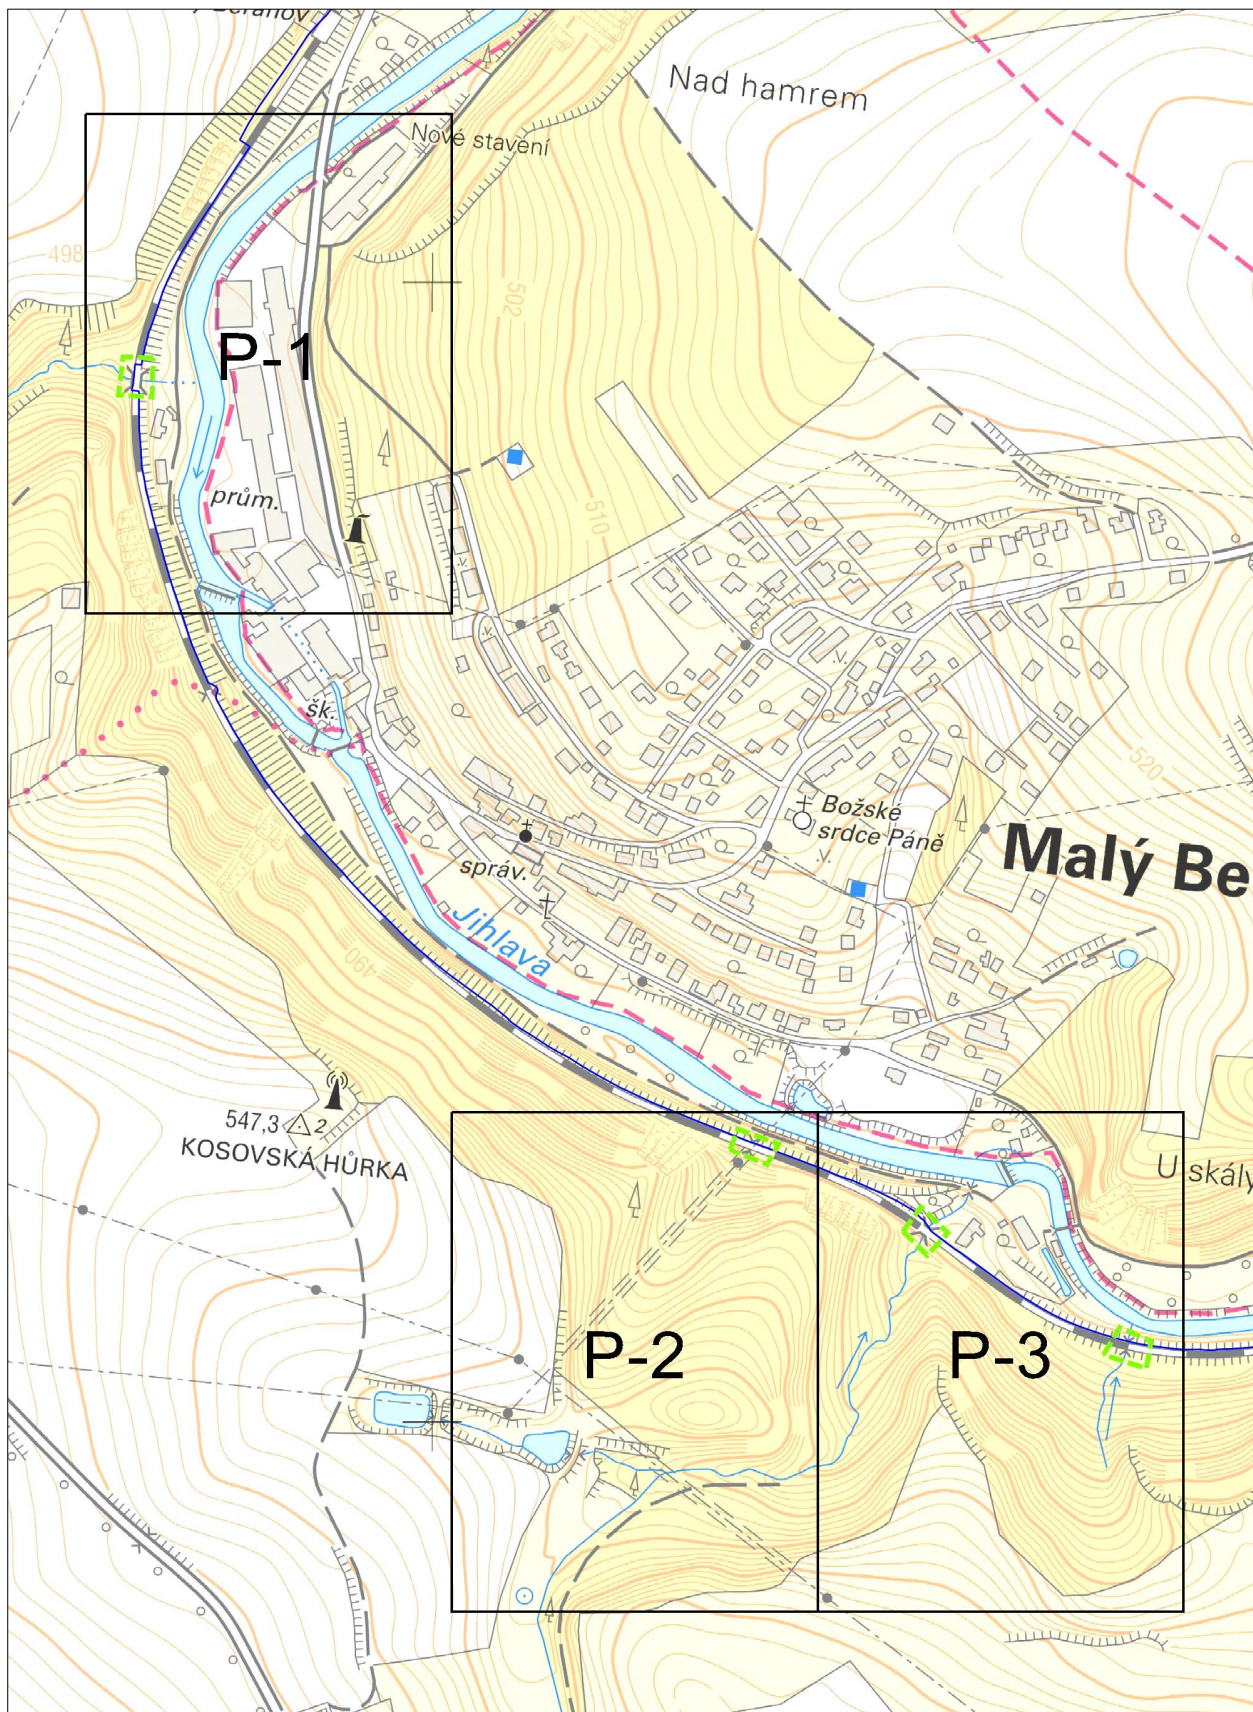 Nad hamrem
Nové stavení
498
502
P-1
prům.
510
šk.
520
Božské
srdce Páně
Malý Be
správ.
Jihlava
490
547,3 2
KOSOVSKÁ HŮRKA
U skály
P-2
P-3